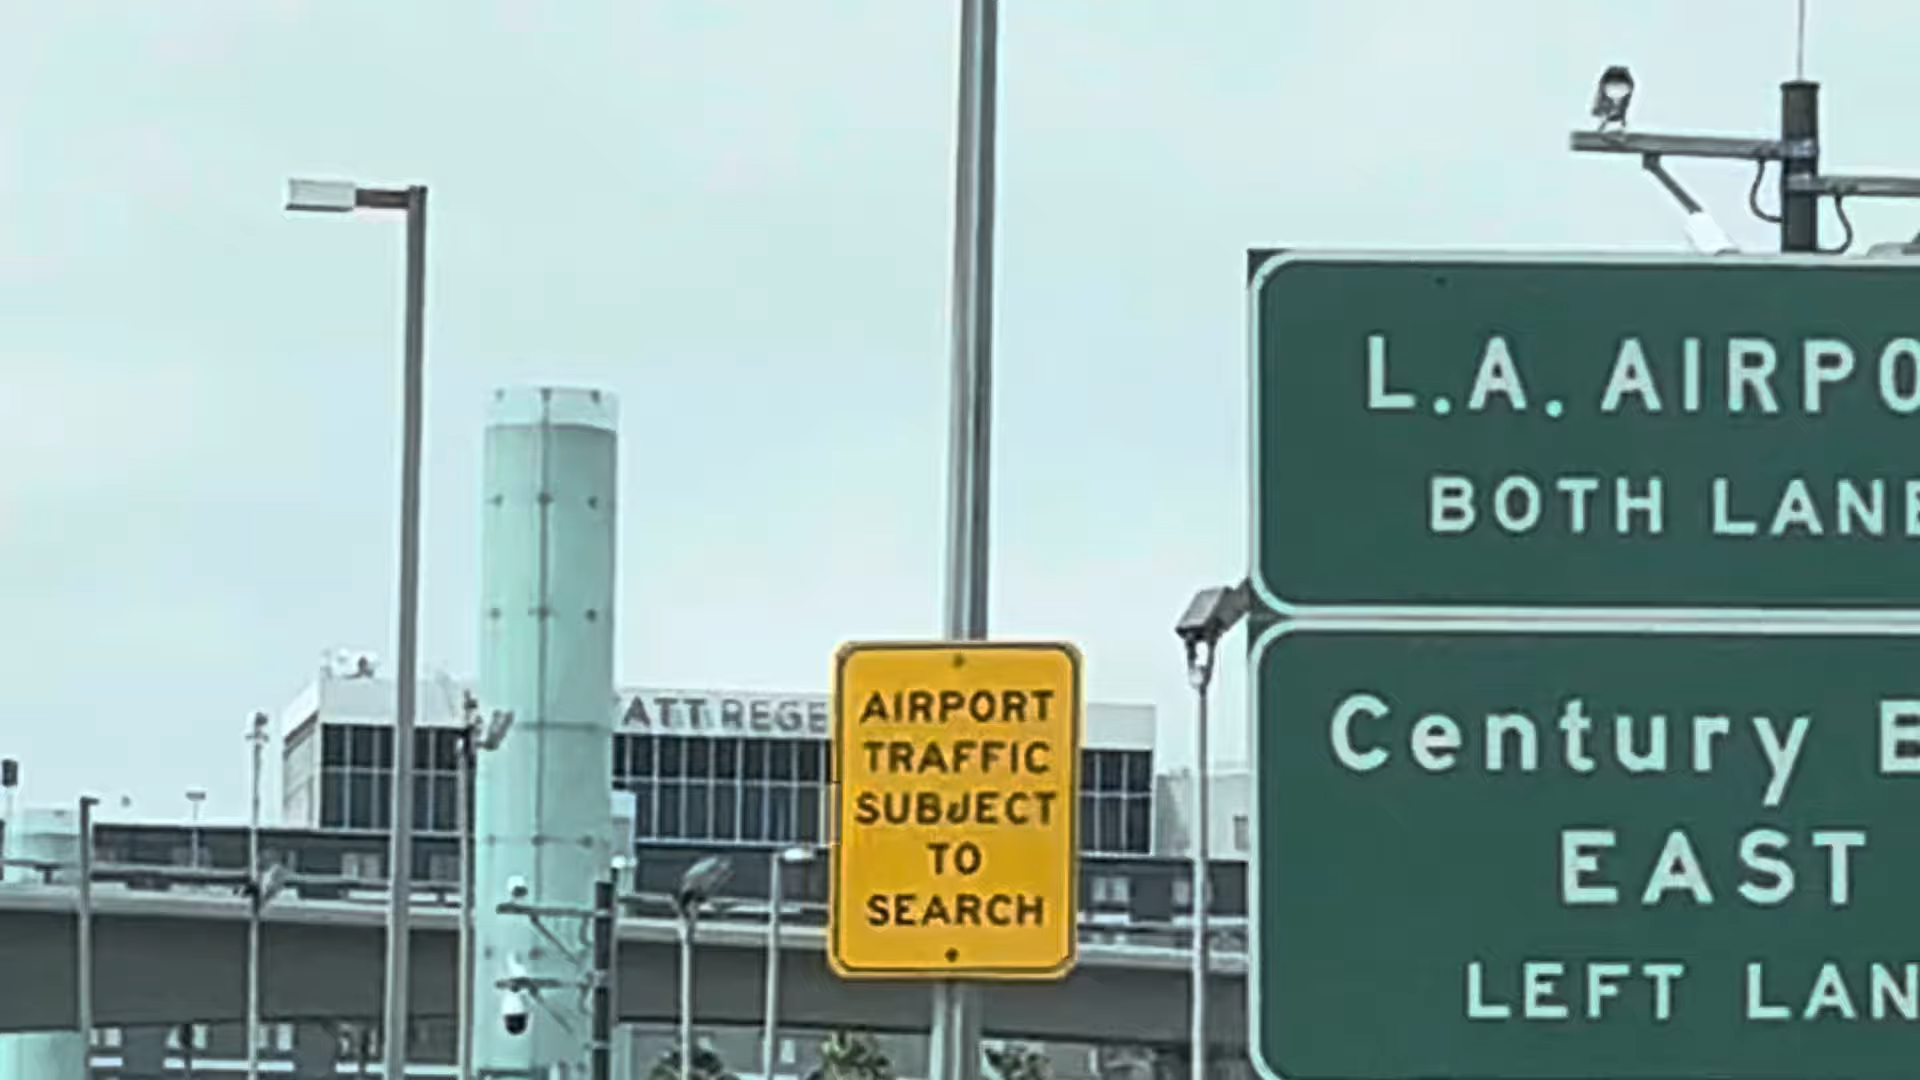 L.A. AIRPO
BOTH LANE
ATT REGE
AIRPORT
TRAFFIC
SUBJECT
TO
SEARCH
Century B
EAST
LEFT LAN